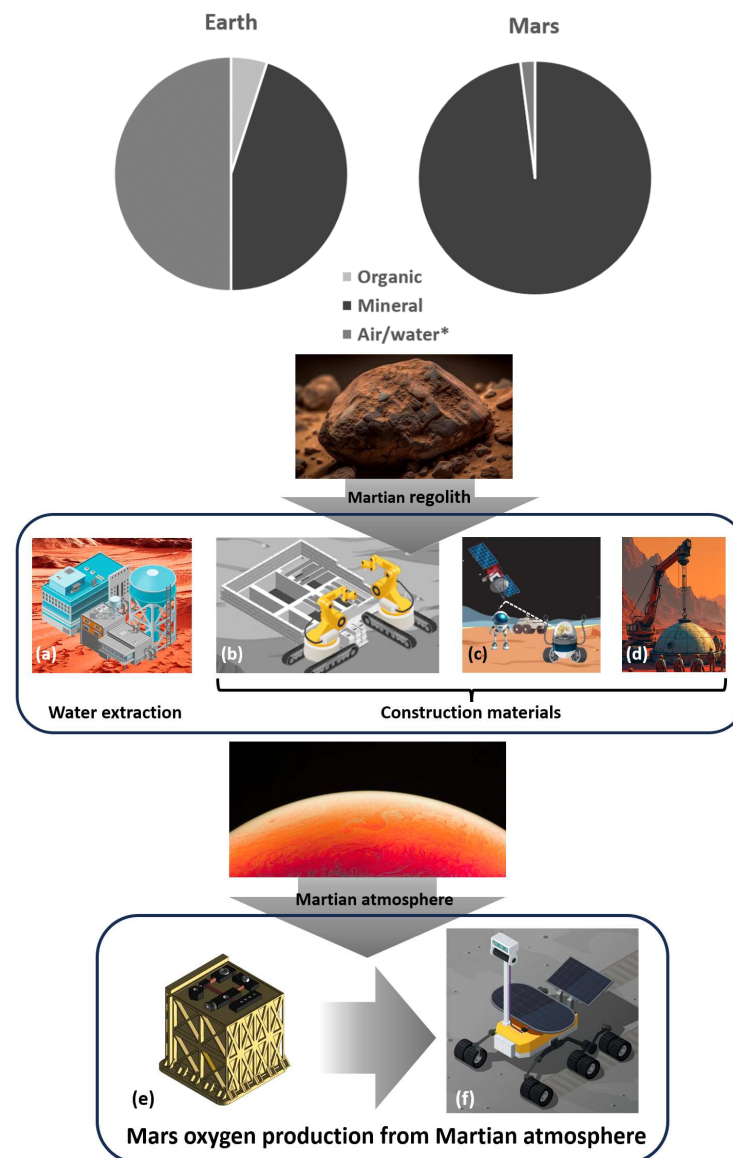 Earth
Mars
Organic
Mineral
Air/water*
Martian regolith
(a)
(b)
(c)
(d)
Water extraction
Construction materials
Martian atmosphere
(e)
(f)
Mars oxygen production from Martian atmosphere